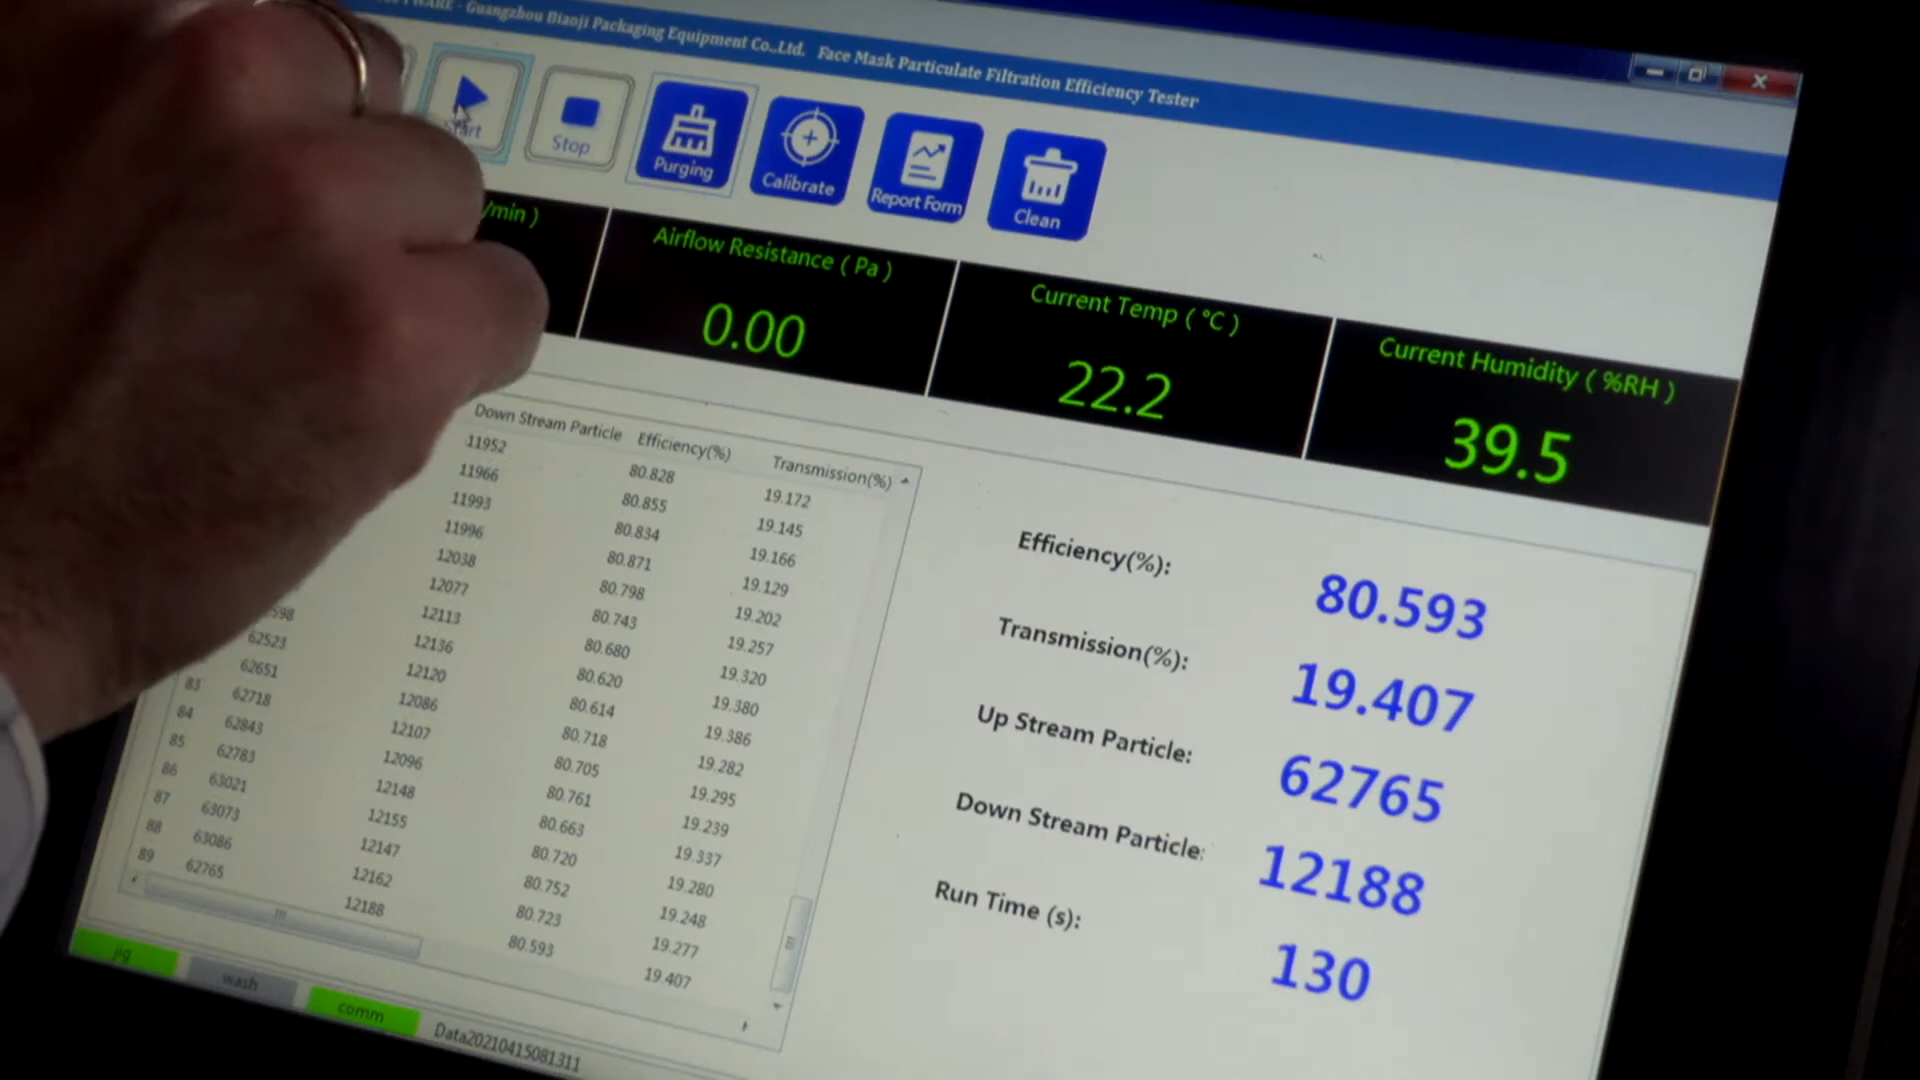 - Guangzhou Biaoji Packaging Equipment Co.,Ltd. Face Mask Particulate Filtration Efficiency Tester
Start Stop Purging Calibrate Report Form Clean
/min ) Airflow Resistance ( Pa ) Current Temp ( °C ) Current Humidity ( %RH )
0.00 22.2 39.5
Down Stream Particle Efficiency(%) Transmission(%)
11952 80.828 19.172
11966 80.855 19.145
11993 80.834 19.166
11996 80.871 19.129
12038 80.798 19.202
12077 80.743 19.257
12113 80.680 19.320
12136 80.620 19.380
62523 12120 80.614 19.386
62651 12086 80.718 19.282
83 62718 12107 80.705 19.295
84 62843 12096 80.761 19.239
85 62783 12148 80.663 19.337
86 63021 12155 80.720 19.280
87 63073 12147 80.752 19.248
88 63086 12162 80.723 19.277
89 62765 12188 80.593 19.407
Efficiency(%): 80.593
Transmission(%): 19.407
Up Stream Particle: 62765
Down Stream Particle: 12188
Run Time (s): 130
jig wash comm Data20210415081311